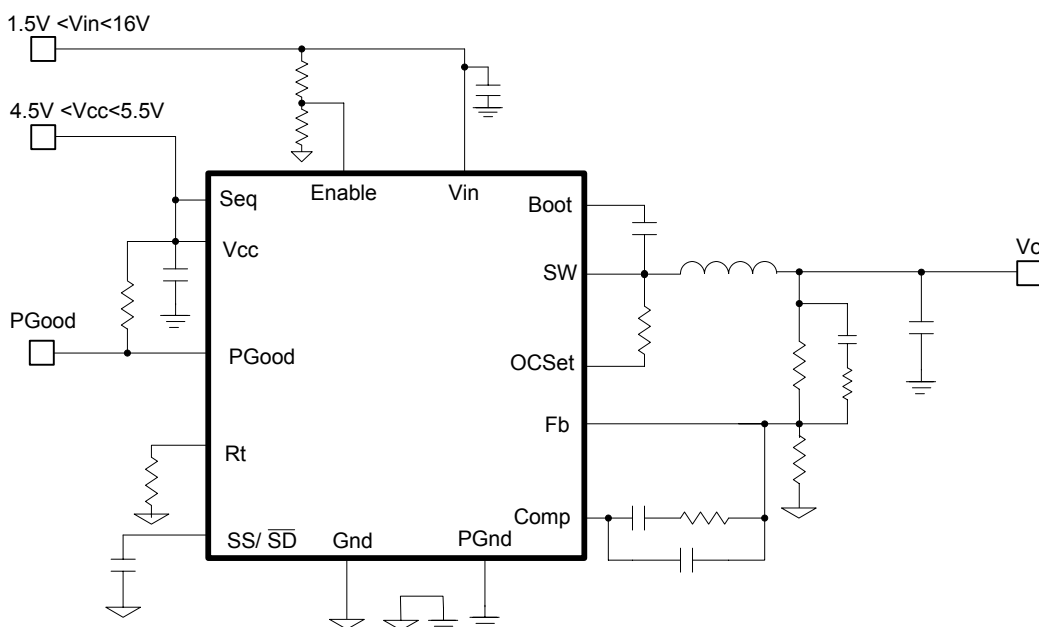 1.5V <Vin<16V
4.5V <Vcc<5.5V
Enable
Vin
Seq
Boot
Vcc
SW
Vo
PGood
PGood
OCSet
Fb
Rt
Comp
SS/ SD
Gnd
PGnd